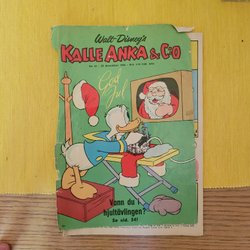 Walt Disney's
KALLE ANKA & C:O
God
Jul
Vann du i
hjultävlingen?
Se sid. 34!